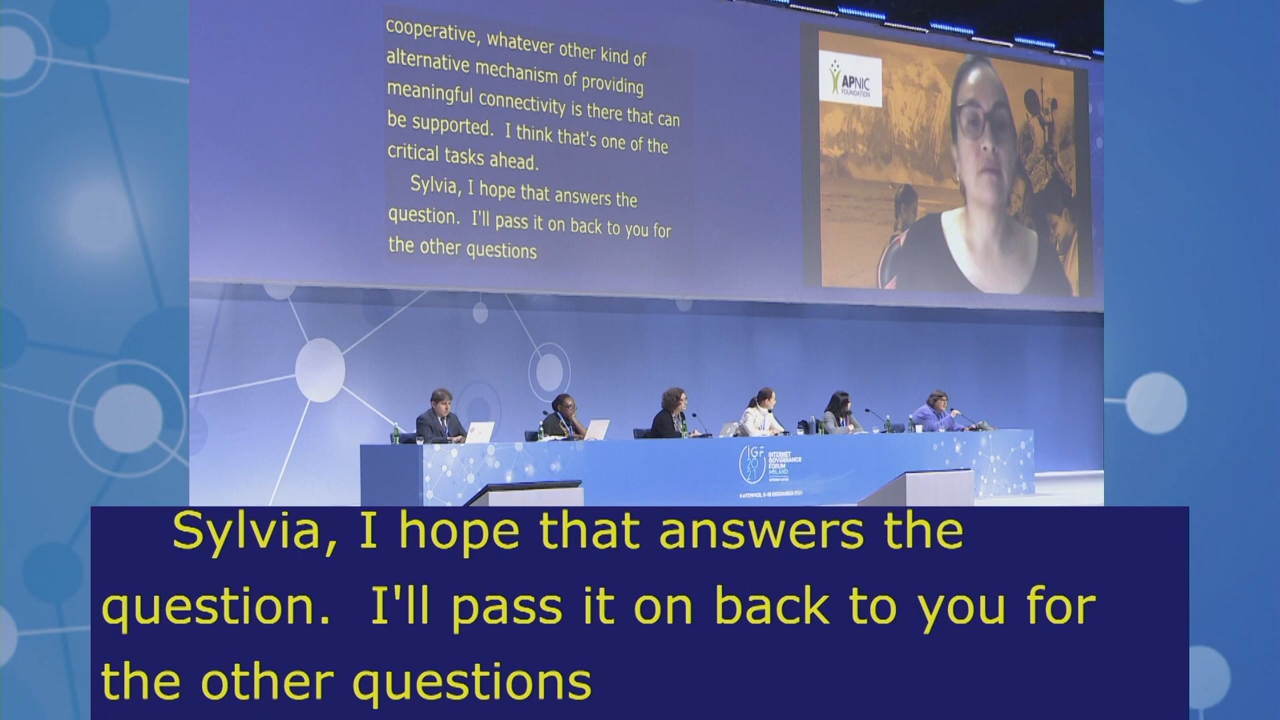 cooperative, whatever other kind of
alternative mechanism of providing
meaningful connectivity is there that can
be supported.  I think that's one of the
critical tasks ahead.
Sylvia, I hope that answers the
question.  I'll pass it on back to you for
the other questions
APNIC
FOUNDATION
IGF
20
21
INTERNET
GOVERNANCE
FORUM
POLAND
Sylvia, I hope that answers the
question.  I'll pass it on back to you for
the other questions